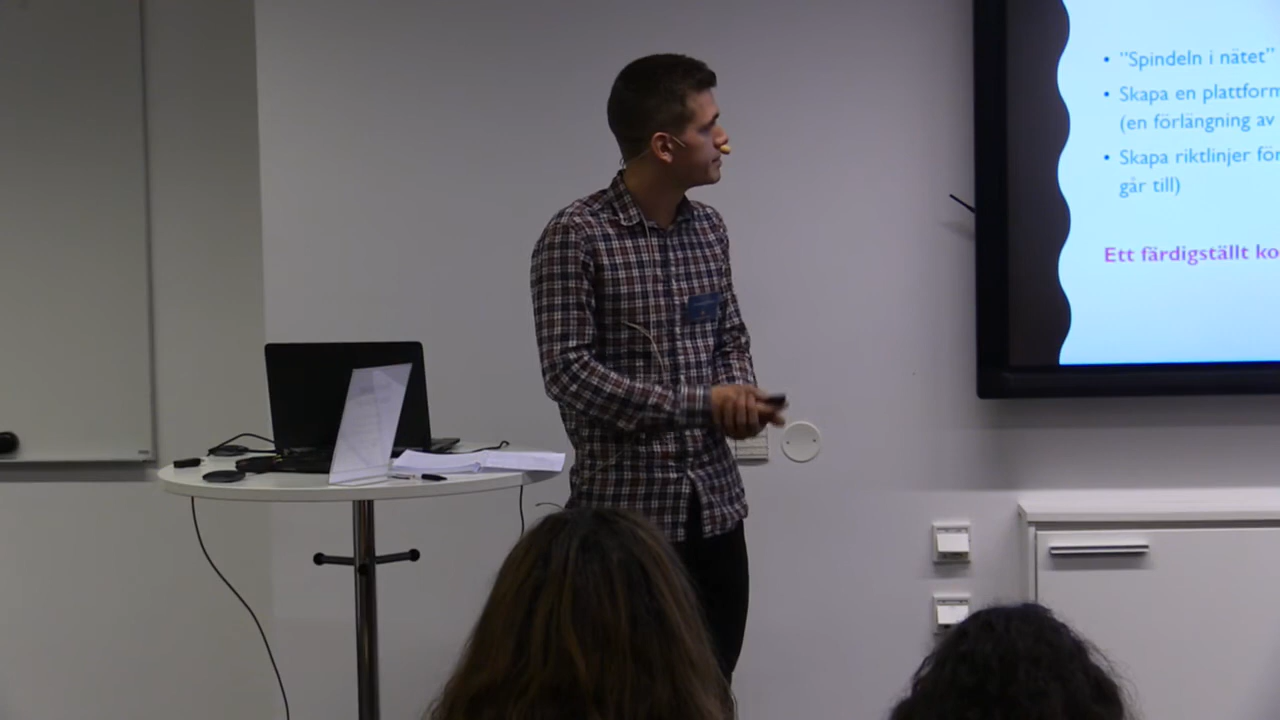 • "Spindeln i nätet"
• Skapa en plattform
(en förlängning av
• Skapa riktlinjer för
går till)
Ett färdigställt ko